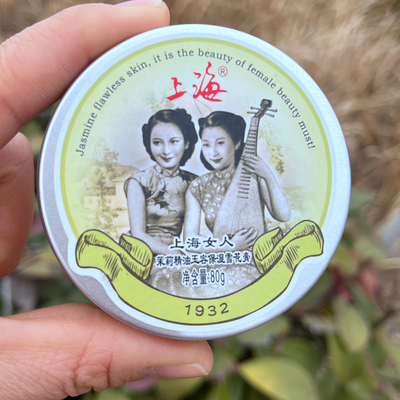 Jasmine flawless skin, it is the beauty of female beauty must!
上海®
上海女人
茉莉精油玉容保湿雪花膏
净含量:80g
1932